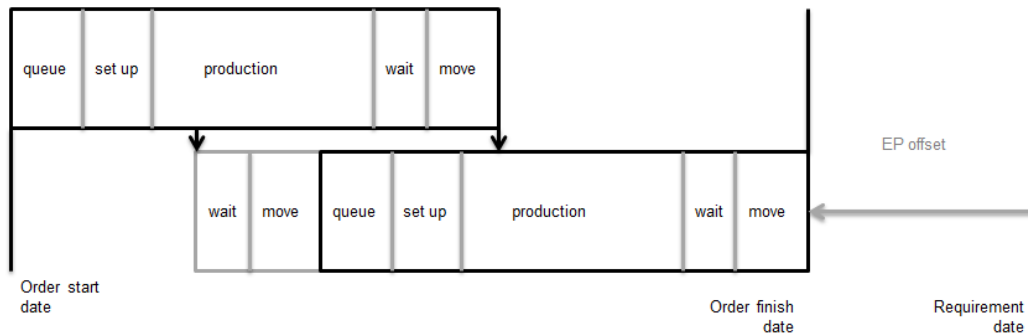 queue set up production wait move
EP offset
wait move queue set up production wait move
Order start
date
Order finish
date
Requirement
date